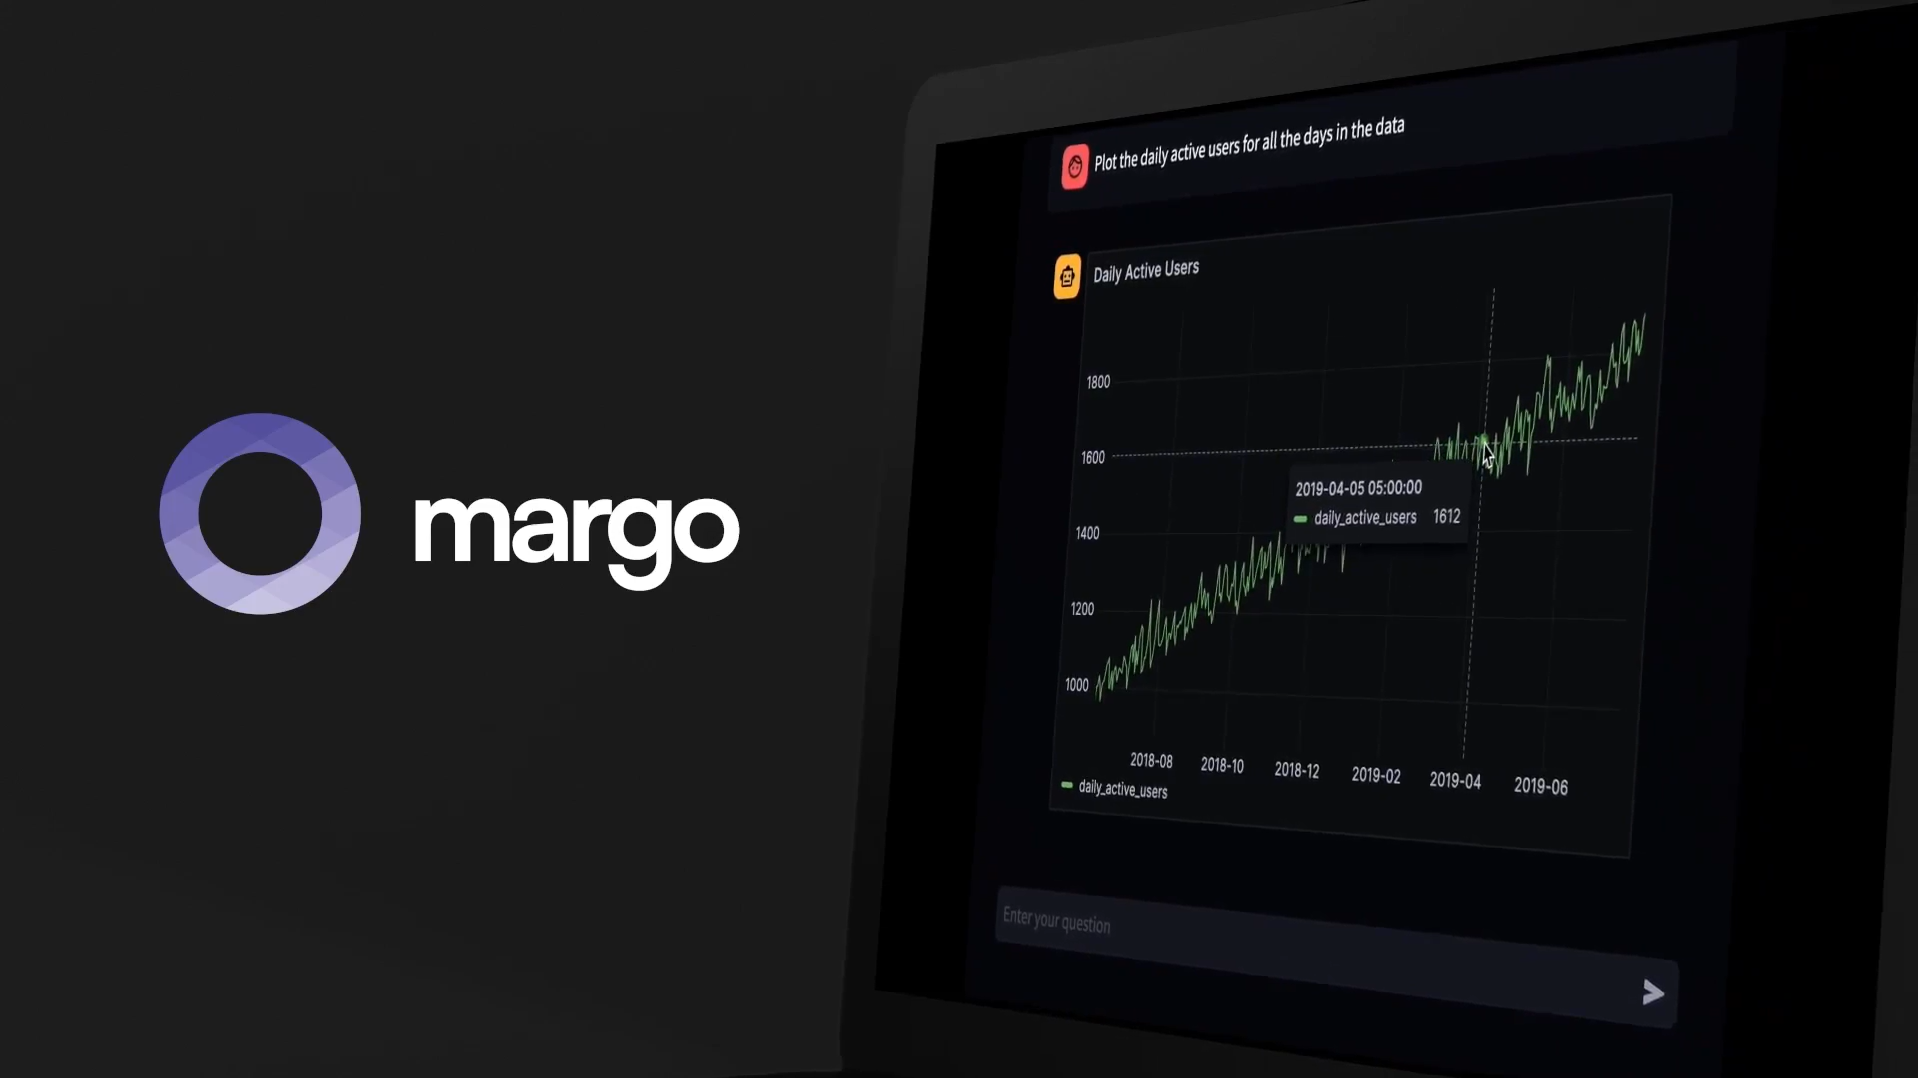 margo
Plot the daily active users for all the days in the data
Daily Active Users
1800
1600
1400
1200
1000
2019-04-05 05:00:00
daily_active_users 1612
2018-08 2018-10 2018-12 2019-02 2019-04 2019-06
daily_active_users
Enter your question